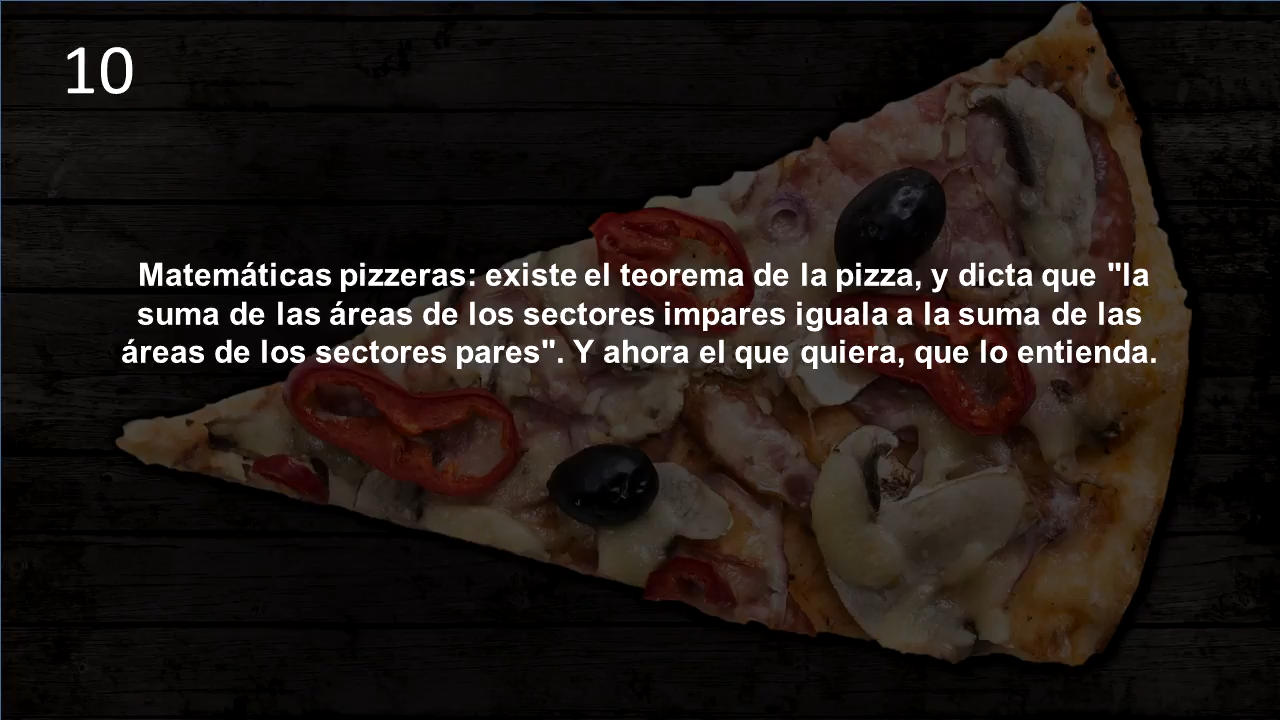 10
Matemáticas pizzeras: existe el teorema de la pizza, y dicta que "la
suma de las áreas de los sectores impares iguala a la suma de las
áreas de los sectores pares". Y ahora el que quiera, que lo entienda.